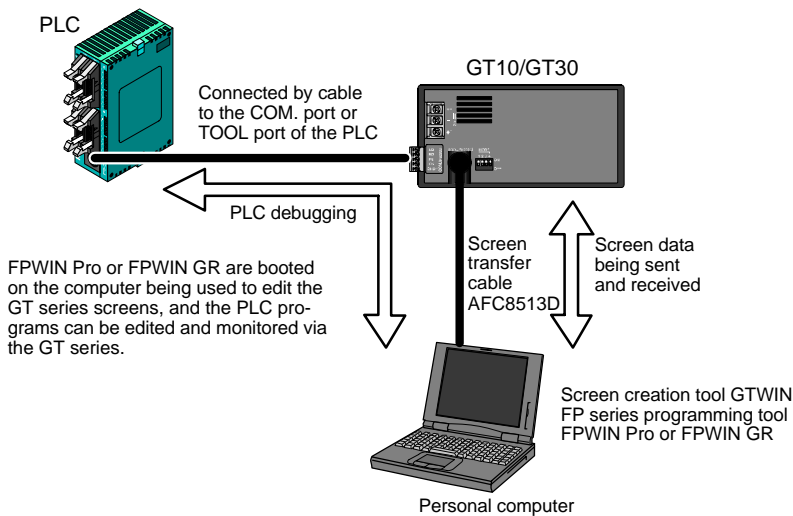 PLC
GT10/GT30
Connected by cable
to the COM. port or
TOOL port of the PLC
PLC debugging
FPWIN Pro or FPWIN GR are booted
on the computer being used to edit the
GT series screens, and the PLC pro-
grams can be edited and monitored via
the GT series.
Screen
transfer
cable
AFC8513D
Screen data
being sent
and received
Screen creation tool GTWIN
FP series programming tool
FPWIN Pro or FPWIN GR
Personal computer